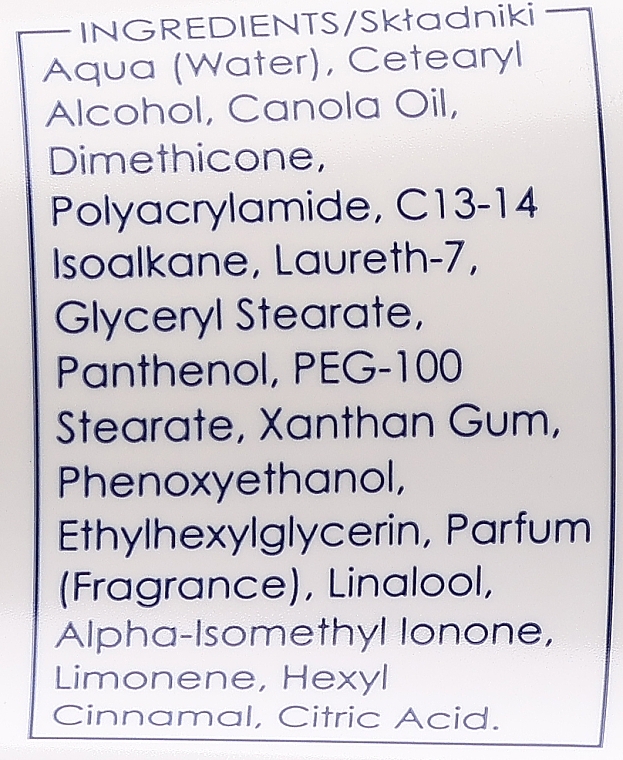 INGREDIENTS/Składniki
Aqua (Water), Cetearyl
Alcohol, Canola Oil,
Dimethicone,
Polyacrylamide, C13-14
Isoalkane, Laureth-7,
Glyceryl Stearate,
Panthenol, PEG-100
Stearate, Xanthan Gum,
Phenoxyethanol,
Ethylhexylglycerin, Parfum
(Fragrance), Linalool,
Alpha-Isomethyl Ionone,
Limonene, Hexyl
Cinnamal, Citric Acid.